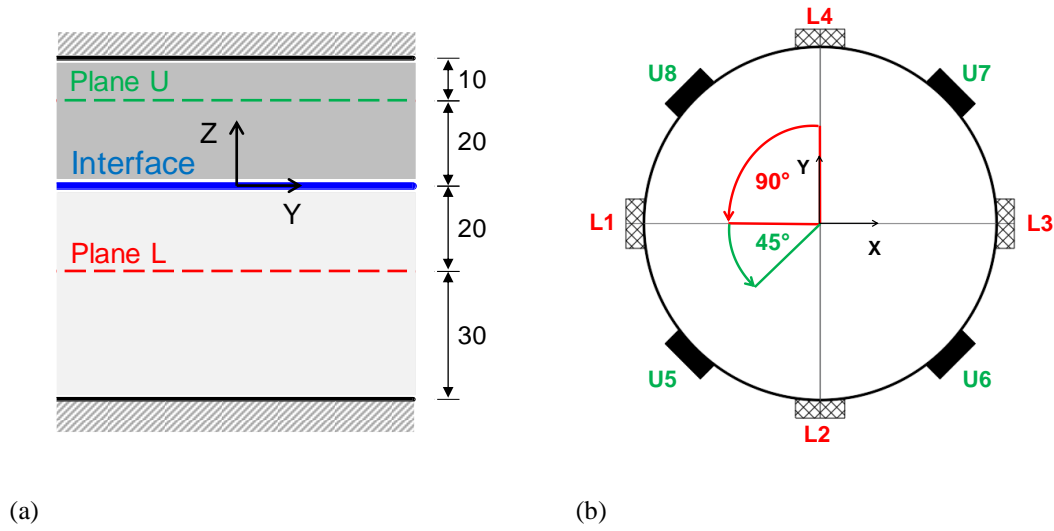 Plane U
10
Z
20
Interface
Y
20
Plane L
30
(a)
L4
U8
U7
Y
90°
L1
L3
45°
X
U5
U6
L2
(b)